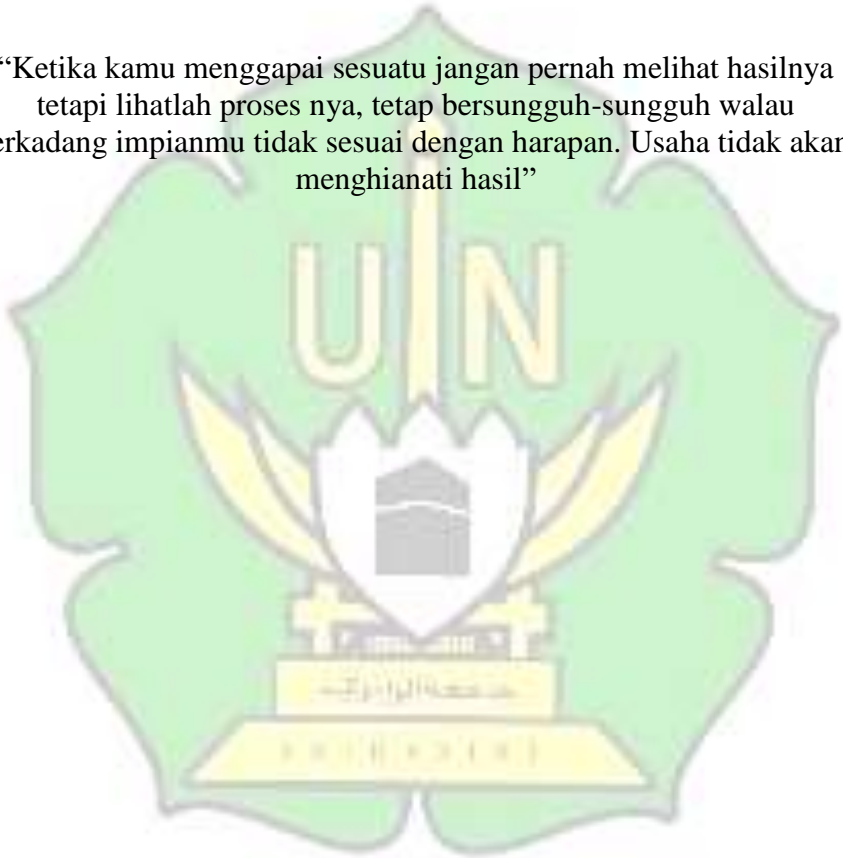 “Ketika kamu menggapai sesuatu jangan pernah melihat hasilnya
tetapi lihatlah proses nya, tetap bersungguh-sungguh walau
erkadang impianmu tidak sesuai dengan harapan. Usaha tidak akan
menghianati hasil”
UIN